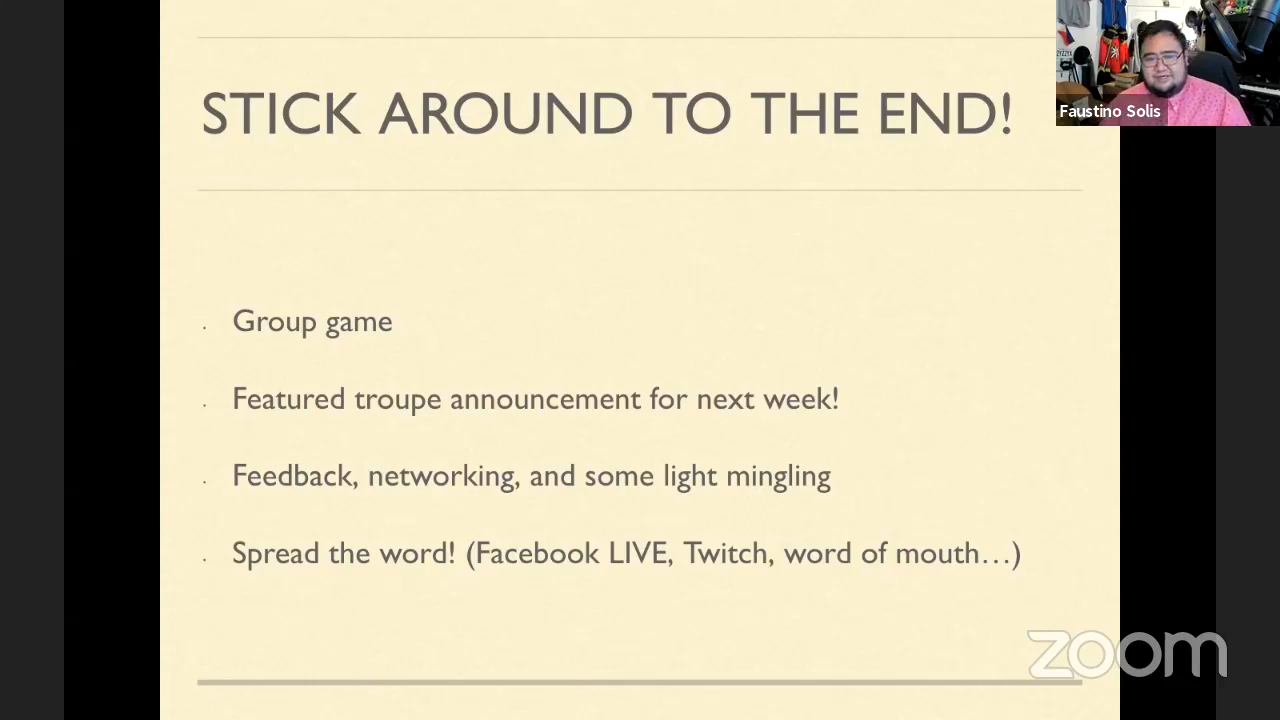 STICK AROUND TO THE END!
Faustino Solis
· Group game
· Featured troupe announcement for next week!
· Feedback, networking, and some light mingling
· Spread the word! (Facebook LIVE, Twitch, word of mouth…)
zoom